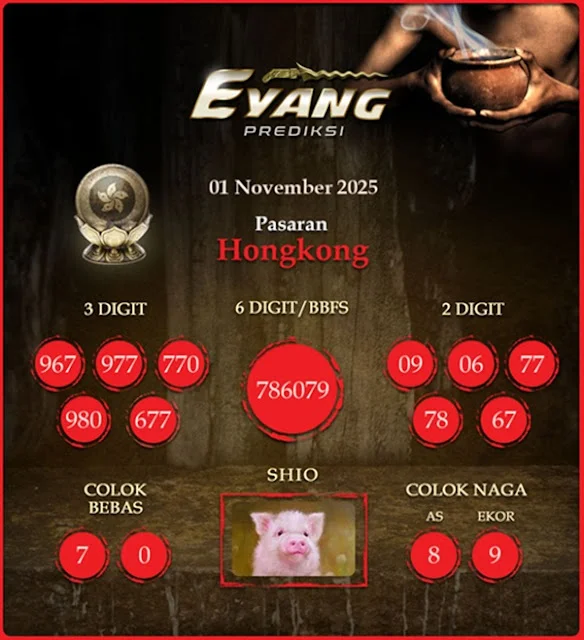 EYANG
PREDIKSI
01 November 2025
Pasaran
Hongkong
3 DIGIT
967 977 770
980 677
6 DIGIT/BBFS
786079
2 DIGIT
09 06 77
78 67
COLOK
BEBAS
7 0
SHIO
COLOK NAGA
AS EKOR
8 9